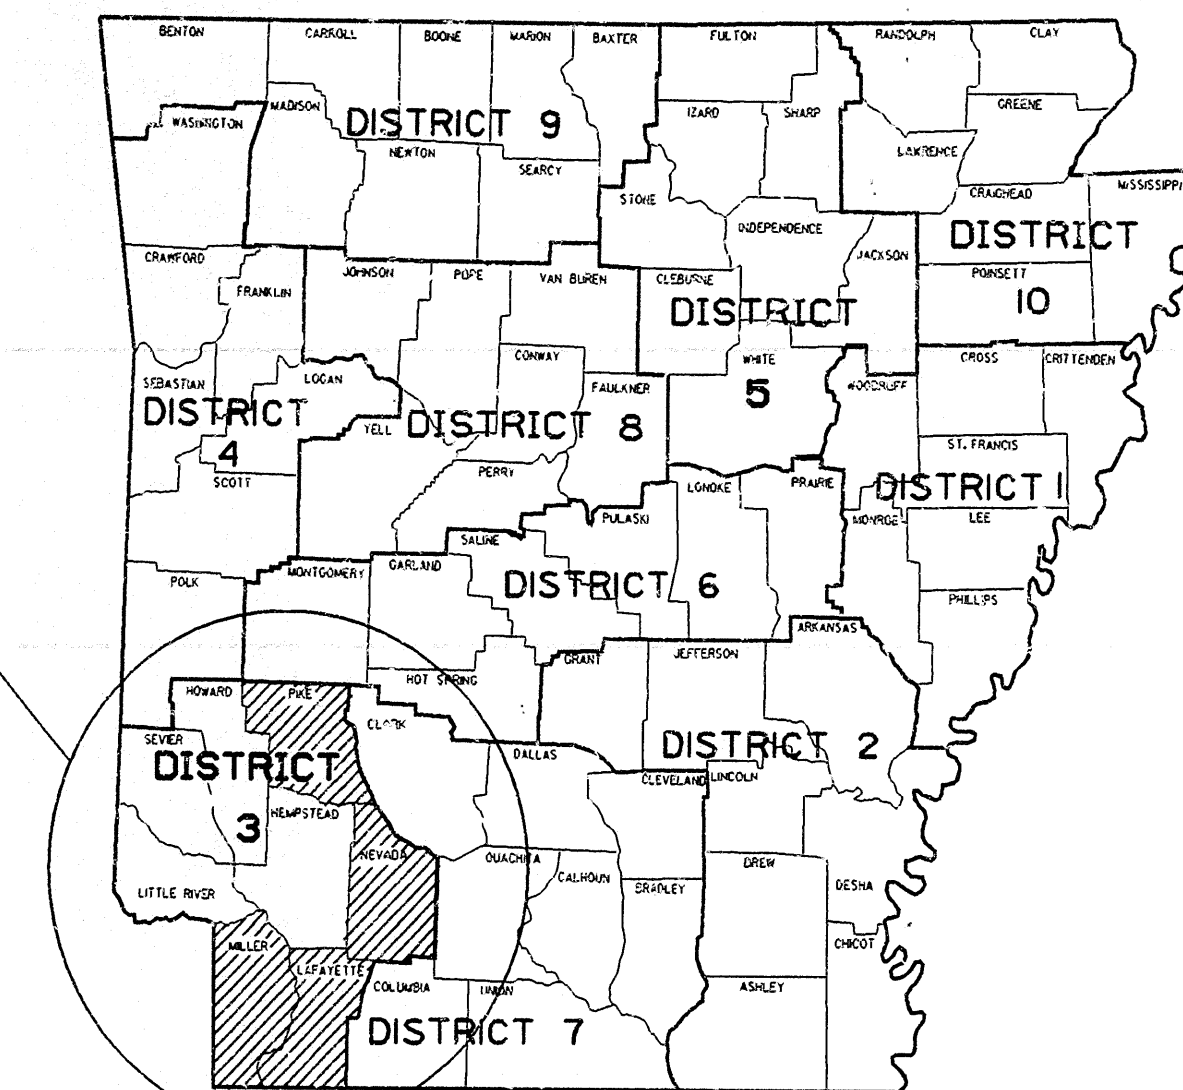 BENTON CARROLL BOONE MARION BAXTER FULTON RANDOLPH CLAY
MADISON WASHINGTON IZARD SHARP GREENE
DISTRICT 9
NEWTON LAWRENCE
SEARCY
STONE CRAIGHEAD MISSISSIPPI
INDEPENDENCE DISTRICT
CRAWFORD JACKSON
JOHNSON POPE VAN BUREN CLEBURNE POINSETT
FRANKLIN 10
DISTRICT
CONWAY WHITE CROSS CRITTENDEN
SEBASTIAN LOGAN FAULKNER 5 WOODRUFF
DISTRICT YELL DISTRICT 8
4 ST. FRANCIS
SCOTT PERRY LONOKE PRAIRIE DISTRICT 1
PULASKI MONROE LEE
SALINE
GARLAND
MONTGOMERY
POLK DISTRICT 6 PHILLIPS
ARKANSAS
GRANT JEFFERSON
HOT SPRING
HOWARD PIKE
CLARK
SEVIER DALLAS DISTRICT 2
DISTRICT CLEVELAND LINCOLN
HEMPSTEAD
3
NEVADA OUACHITA DREW
CALHOUN BRADLEY DESHA
LITTLE RIVER
MILLER CHICOT
LAFAYETTE
COLUMBIA UNION ASHLEY
DISTRICT 7